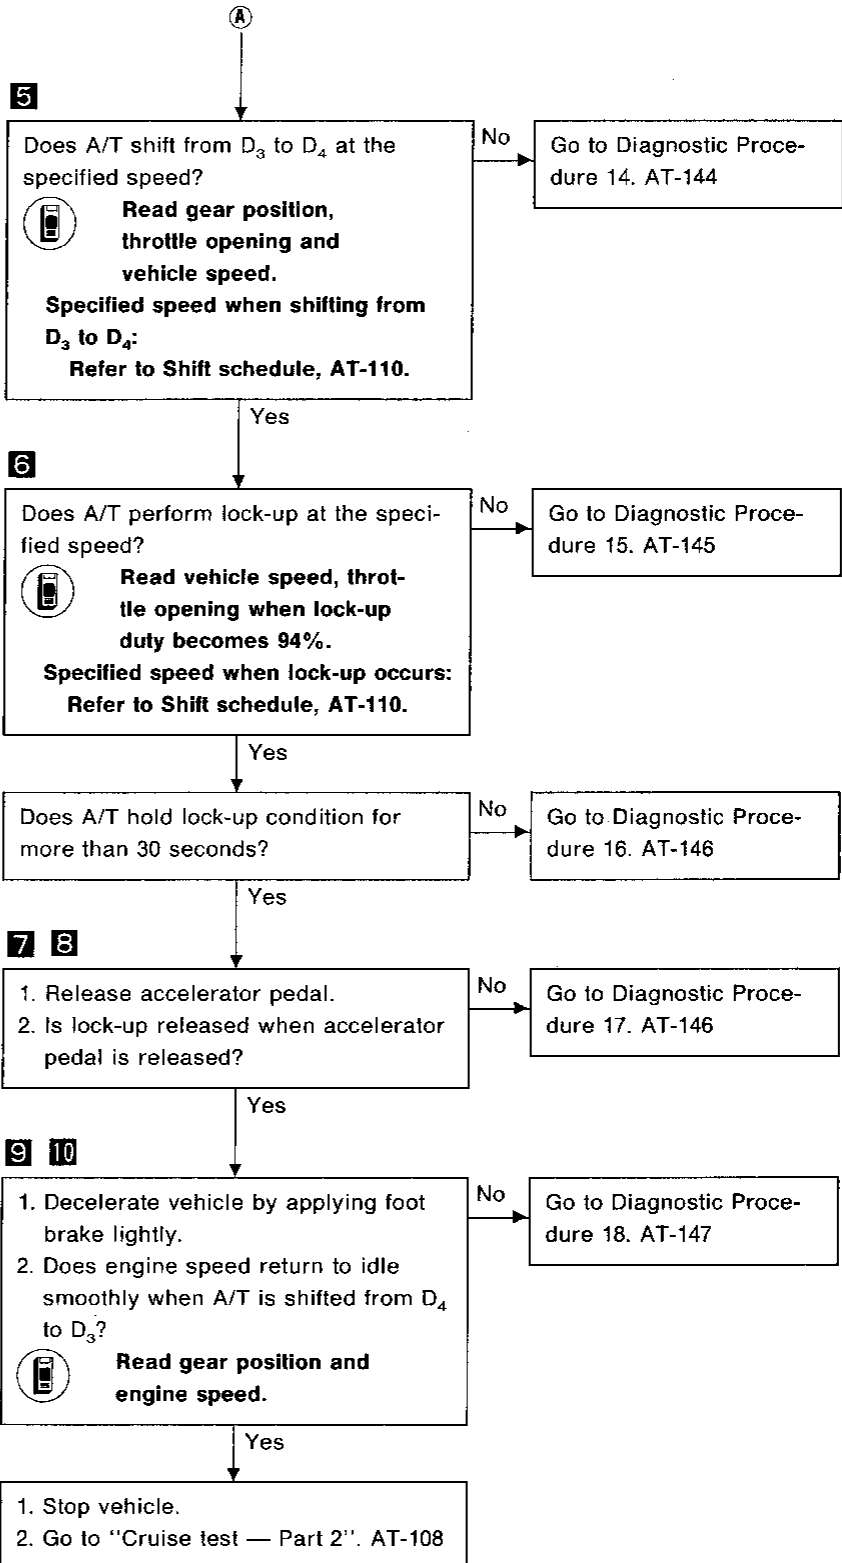 A
5
Does A/T shift from D3 to D4 at the
specified speed?
Read gear position,
throttle opening and
vehicle speed.
Specified speed when shifting from
D3 to D4:
Refer to Shift schedule, AT-110.
No
Go to Diagnostic Proce-
dure 14. AT-144
Yes
6
Does A/T perform lock-up at the speci-
fied speed?
Read vehicle speed, throt-
tle opening when lock-up
duty becomes 94%.
Specified speed when lock-up occurs:
Refer to Shift schedule, AT-110.
No
Go to Diagnostic Proce-
dure 15. AT-145
Yes
Does A/T hold lock-up condition for
more than 30 seconds?
No
Go to Diagnostic Proce-
dure 16. AT-146
Yes
7 8
1. Release accelerator pedal.
2. Is lock-up released when accelerator
pedal is released?
No
Go to Diagnostic Proce-
dure 17. AT-146
Yes
9 10
1. Decelerate vehicle by applying foot
brake lightly.
2. Does engine speed return to idle
smoothly when A/T is shifted from D4
to D3?
Read gear position and
engine speed.
No
Go to Diagnostic Proce-
dure 18. AT-147
Yes
1. Stop vehicle.
2. Go to "Cruise test — Part 2". AT-108